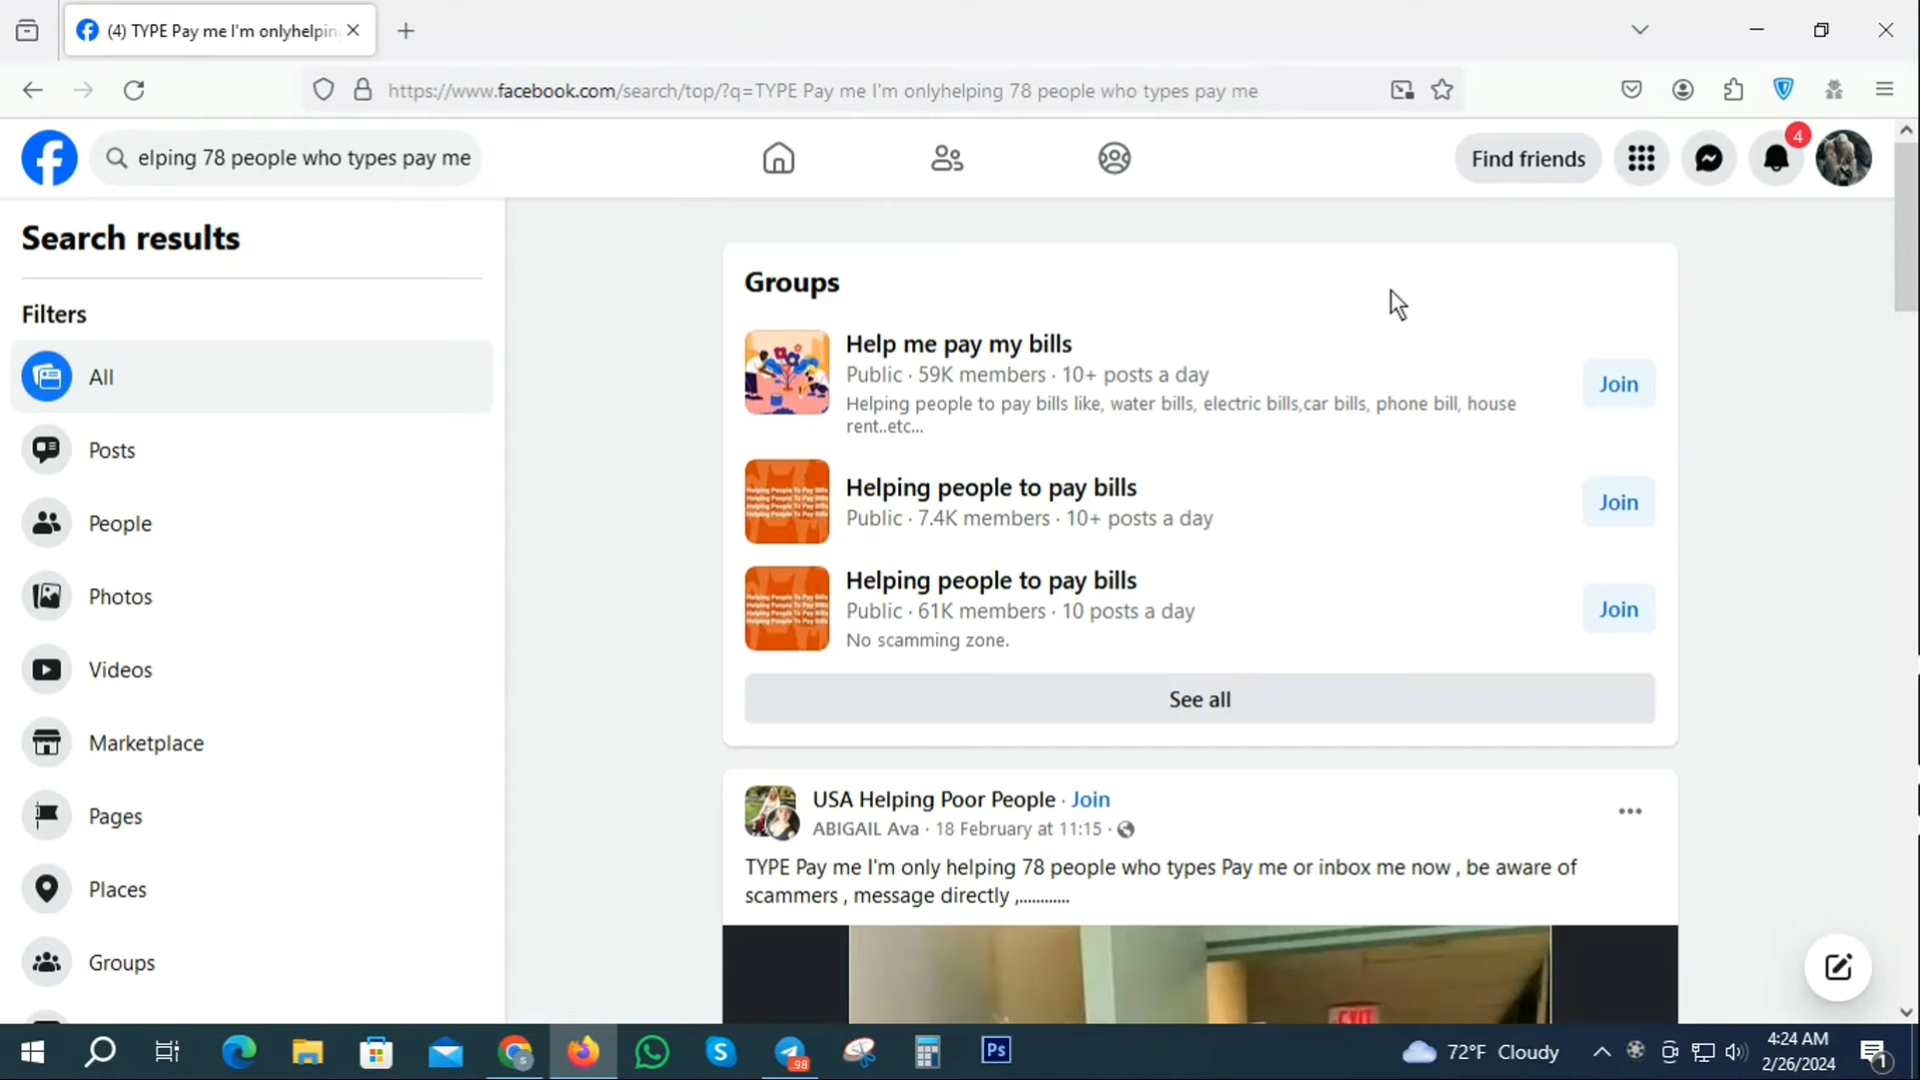 (4) TYPE Pay me I'm onlyhelping
https://www.facebook.com/search/top/?q=TYPE Pay me I'm onlyhelping 78 people who types pay me
elping 78 people who types pay me
Find friends
4
Search results
Filters
All
Posts
People
Photos
Videos
Marketplace
Pages
Places
Groups
Groups
Help me pay my bills
Public · 59K members · 10+ posts a day
Helping people to pay bills like, water bills, electric bills,car bills, phone bill, house
rent..etc...
Join
Helping people to pay bills
Public · 7.4K members · 10+ posts a day
Join
Helping people to pay bills
Public · 61K members · 10 posts a day
No scamming zone.
Join
See all
USA Helping Poor People · Join
ABIGAIL Ava · 18 February at 11:15 ·
TYPE Pay me I'm only helping 78 people who types Pay me or inbox me now , be aware of
scammers , message directly ,............
EXIT
98
Ps
72°F Cloudy
4:24 AM
2/26/2024
1